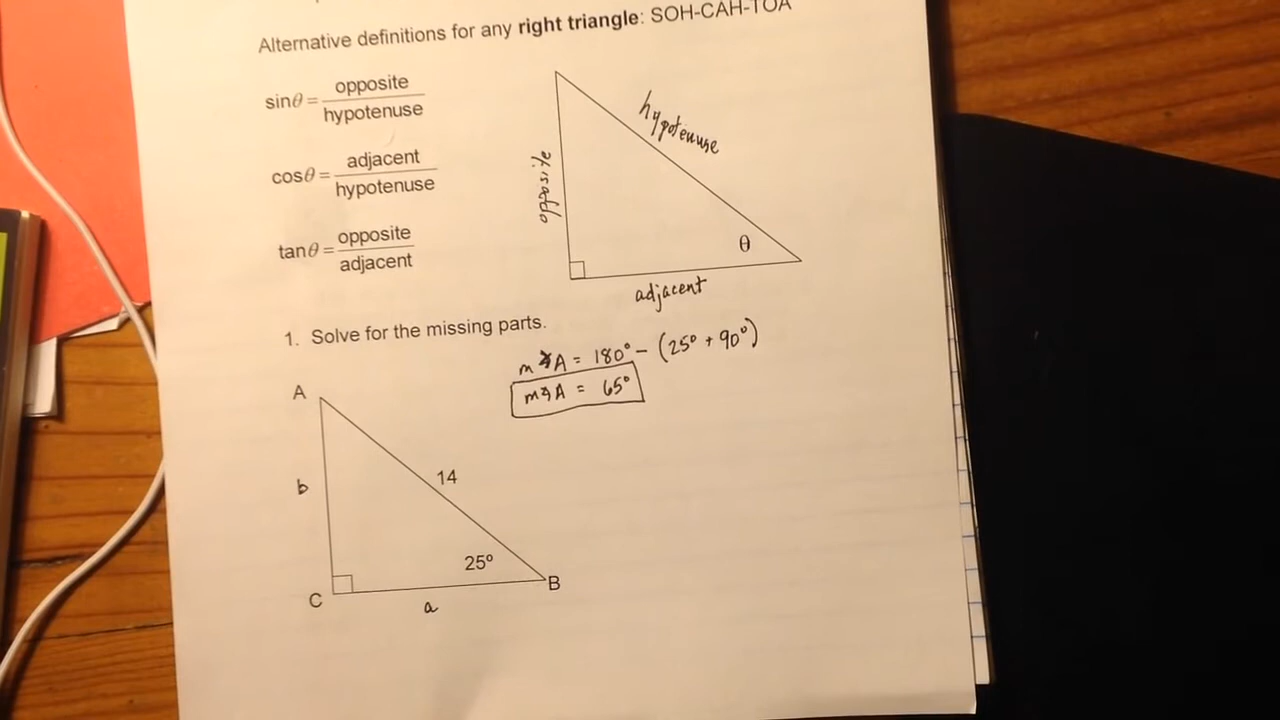 Alternative definitions for any right triangle: SOH-CAH-TOA
sinθ = opposite / hypotenuse
cosθ = adjacent / hypotenuse
tanθ = opposite / adjacent
hypotenuse
opposite
θ
adjacent
1. Solve for the missing parts.
m∡A = 180° - (25° + 90°)
m∡A = 65°
A
b
14
25°
C
B
a